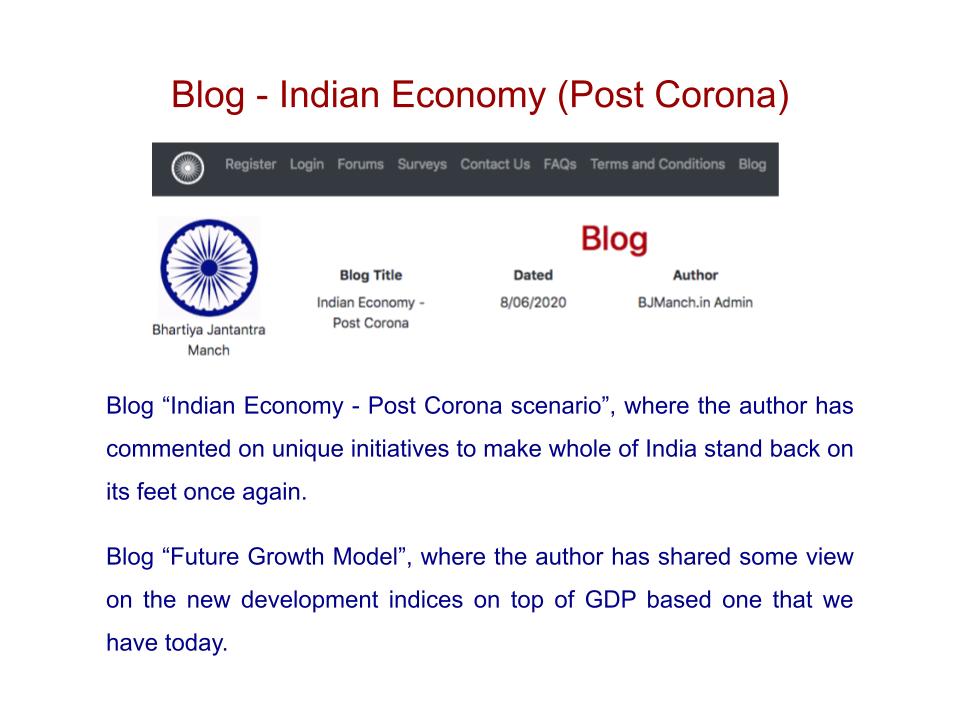 Blog - Indian Economy (Post Corona)
Register Login Forums Surveys Contact Us FAQs Terms and Conditions Blog
Blog
Blog Title Dated Author
Indian Economy - 8/06/2020 BJManch.in Admin
Post Corona
Bhartiya Jantantra
Manch
Blog “Indian Economy - Post Corona scenario”, where the author has
commented on unique initiatives to make whole of India stand back on
its feet once again.
Blog “Future Growth Model”, where the author has shared some view
on the new development indices on top of GDP based one that we
have today.